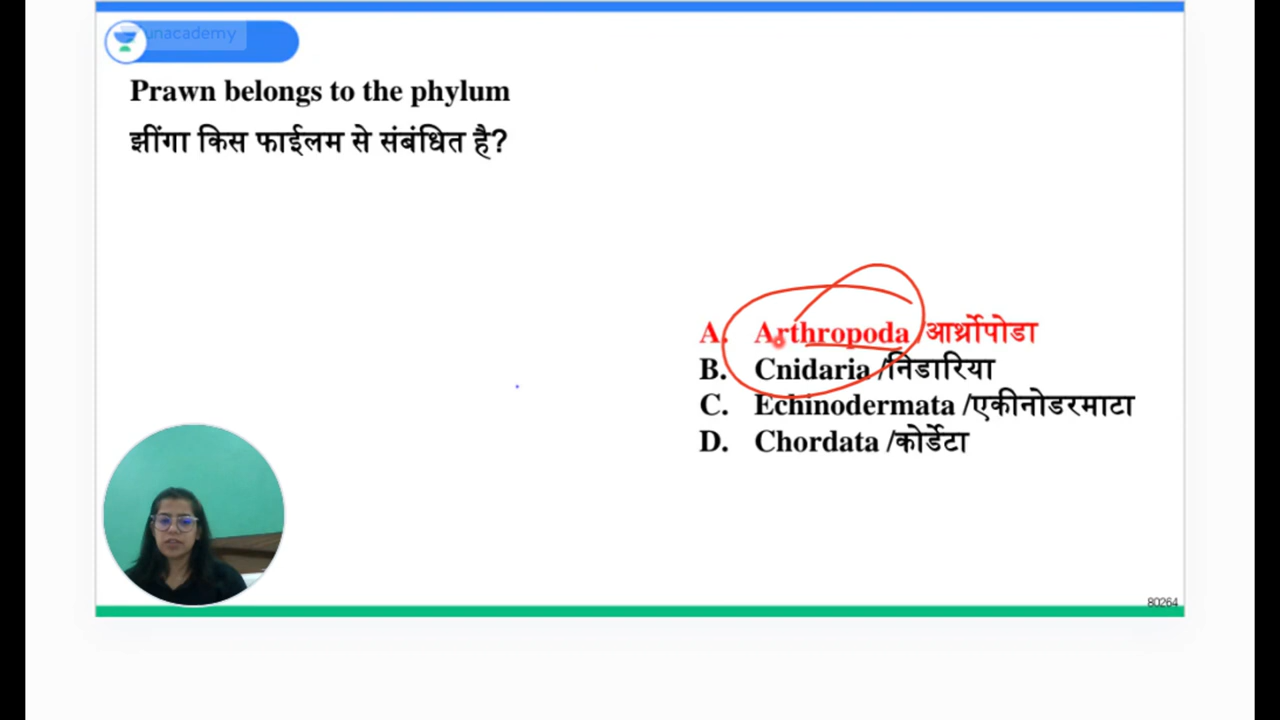 unacademy
Prawn belongs to the phylum
झींगा किस फाईलम से संबंधित है?
A. Arthropoda /आर्थ्रोपोडा
B. Cnidaria /निडारिया
C. Echinodermata /एकीनोडरमाटा
D. Chordata /कोर्डेटा
80264